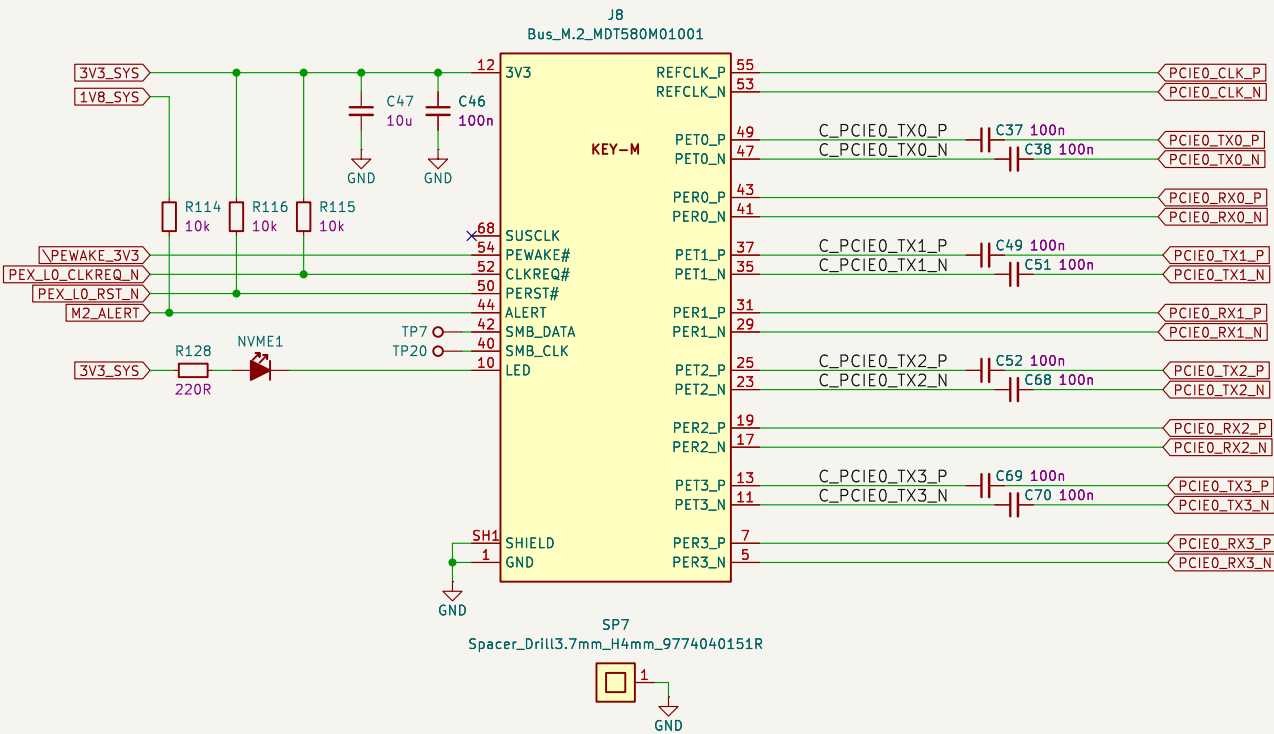 J8
Bus_M.2_MDT580M01001
3V3_SYS 12 3V3 REFCLK_P 55 PCIE0_CLK_P
1V8_SYS C47 C46 REFCLK_N 53 PCIE0_CLK_N
10u 100n
KEY-M PET0_P 49 C_PCIE0_TX0_P C37 100n PCIE0_TX0_P
PET0_N 47 C_PCIE0_TX0_N C38 100n PCIE0_TX0_N
GND GND
PER0_P 43 PCIE0_RX0_P
R114 R116 R115 PER0_N 41 PCIE0_RX0_N
10k 10k 10k
68 SUSCLK
\PEWAKE_3V3 54 PEWAKE# PET1_P 37 C_PCIE0_TX1_P C49 100n PCIE0_TX1_P
PEX_L0_CLKREQ_N 52 CLKREQ# PET1_N 35 C_PCIE0_TX1_N C51 100n PCIE0_TX1_N
PEX_L0_RST_N 50 PERST#
M2_ALERT 44 ALERT PER1_P 31 PCIE0_RX1_P
TP7 42 SMB_DATA PER1_N 29 PCIE0_RX1_N
TP20 40 SMB_CLK
R128 NVME1
3V3_SYS 10 LED PET2_P 25 C_PCIE0_TX2_P C52 100n PCIE0_TX2_P
220R PET2_N 23 C_PCIE0_TX2_N C68 100n PCIE0_TX2_N
PER2_P 19 PCIE0_RX2_P
PER2_N 17 PCIE0_RX2_N
PET3_P 13 C_PCIE0_TX3_P C69 100n PCIE0_TX3_P
PET3_N 11 C_PCIE0_TX3_N C70 100n PCIE0_TX3_N
SH1 SHIELD PER3_P 7 PCIE0_RX3_P
1 GND PER3_N 5 PCIE0_RX3_N
GND
SP7
Spacer_Drill3.7mm_H4mm_9774040151R
1
GND